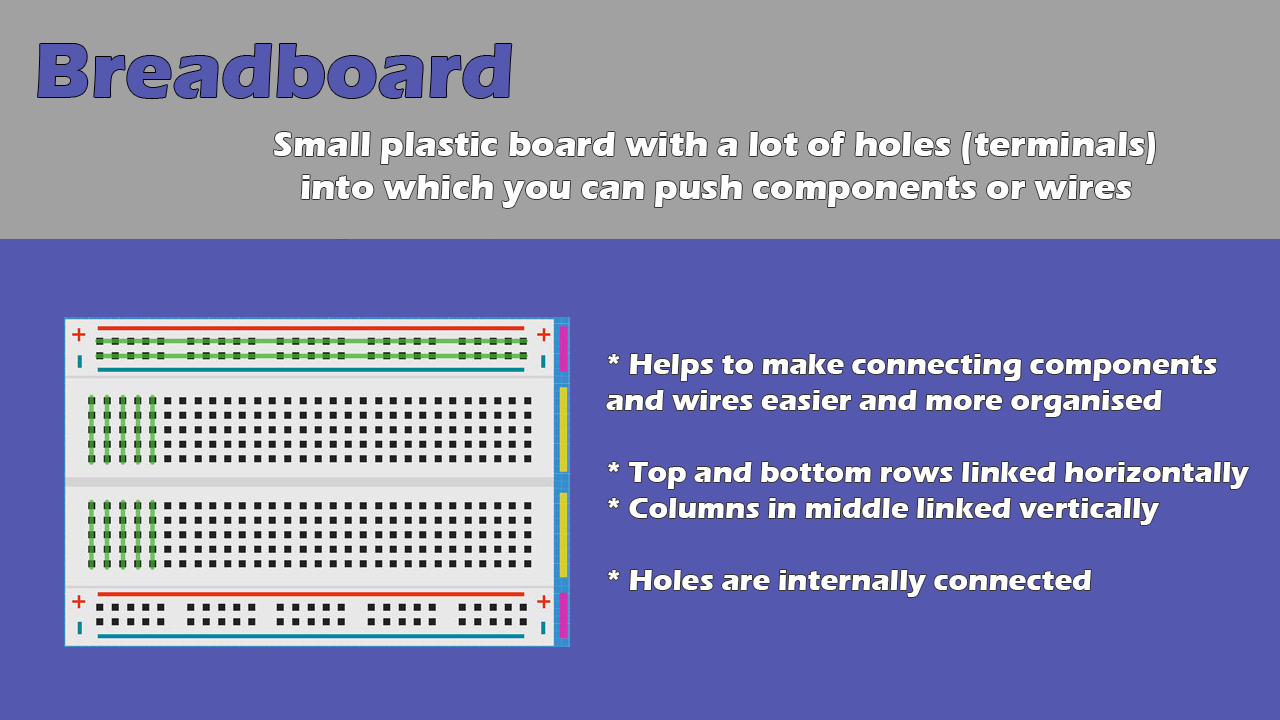 Breadboard
Small plastic board with a lot of holes (terminals)
into which you can push components or wires
+ +
+ +
* Helps to make connecting components
and wires easier and more organised
* Top and bottom rows linked horizontally
* Columns in middle linked vertically
* Holes are internally connected